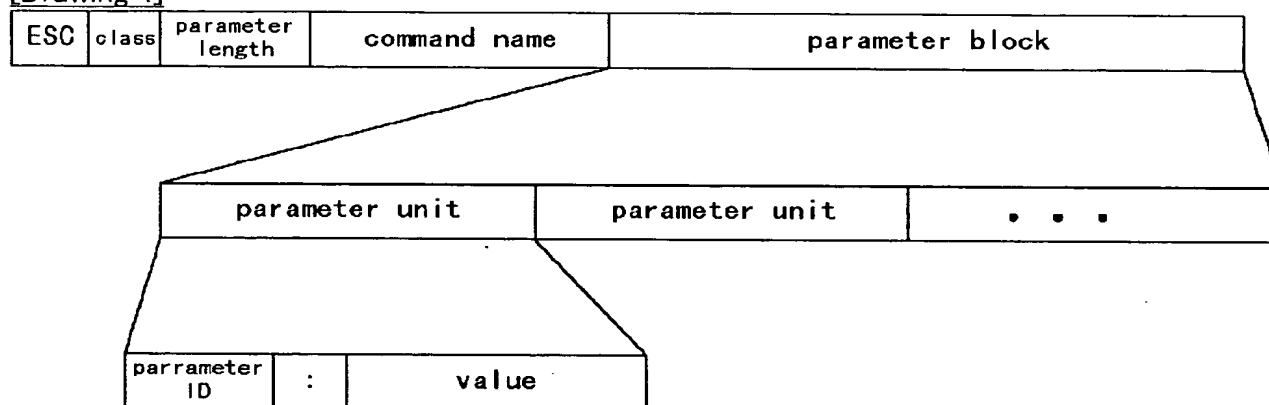 ESC class parameter length command name parameter block
parameter unit parameter unit • • •
parrameter ID : value